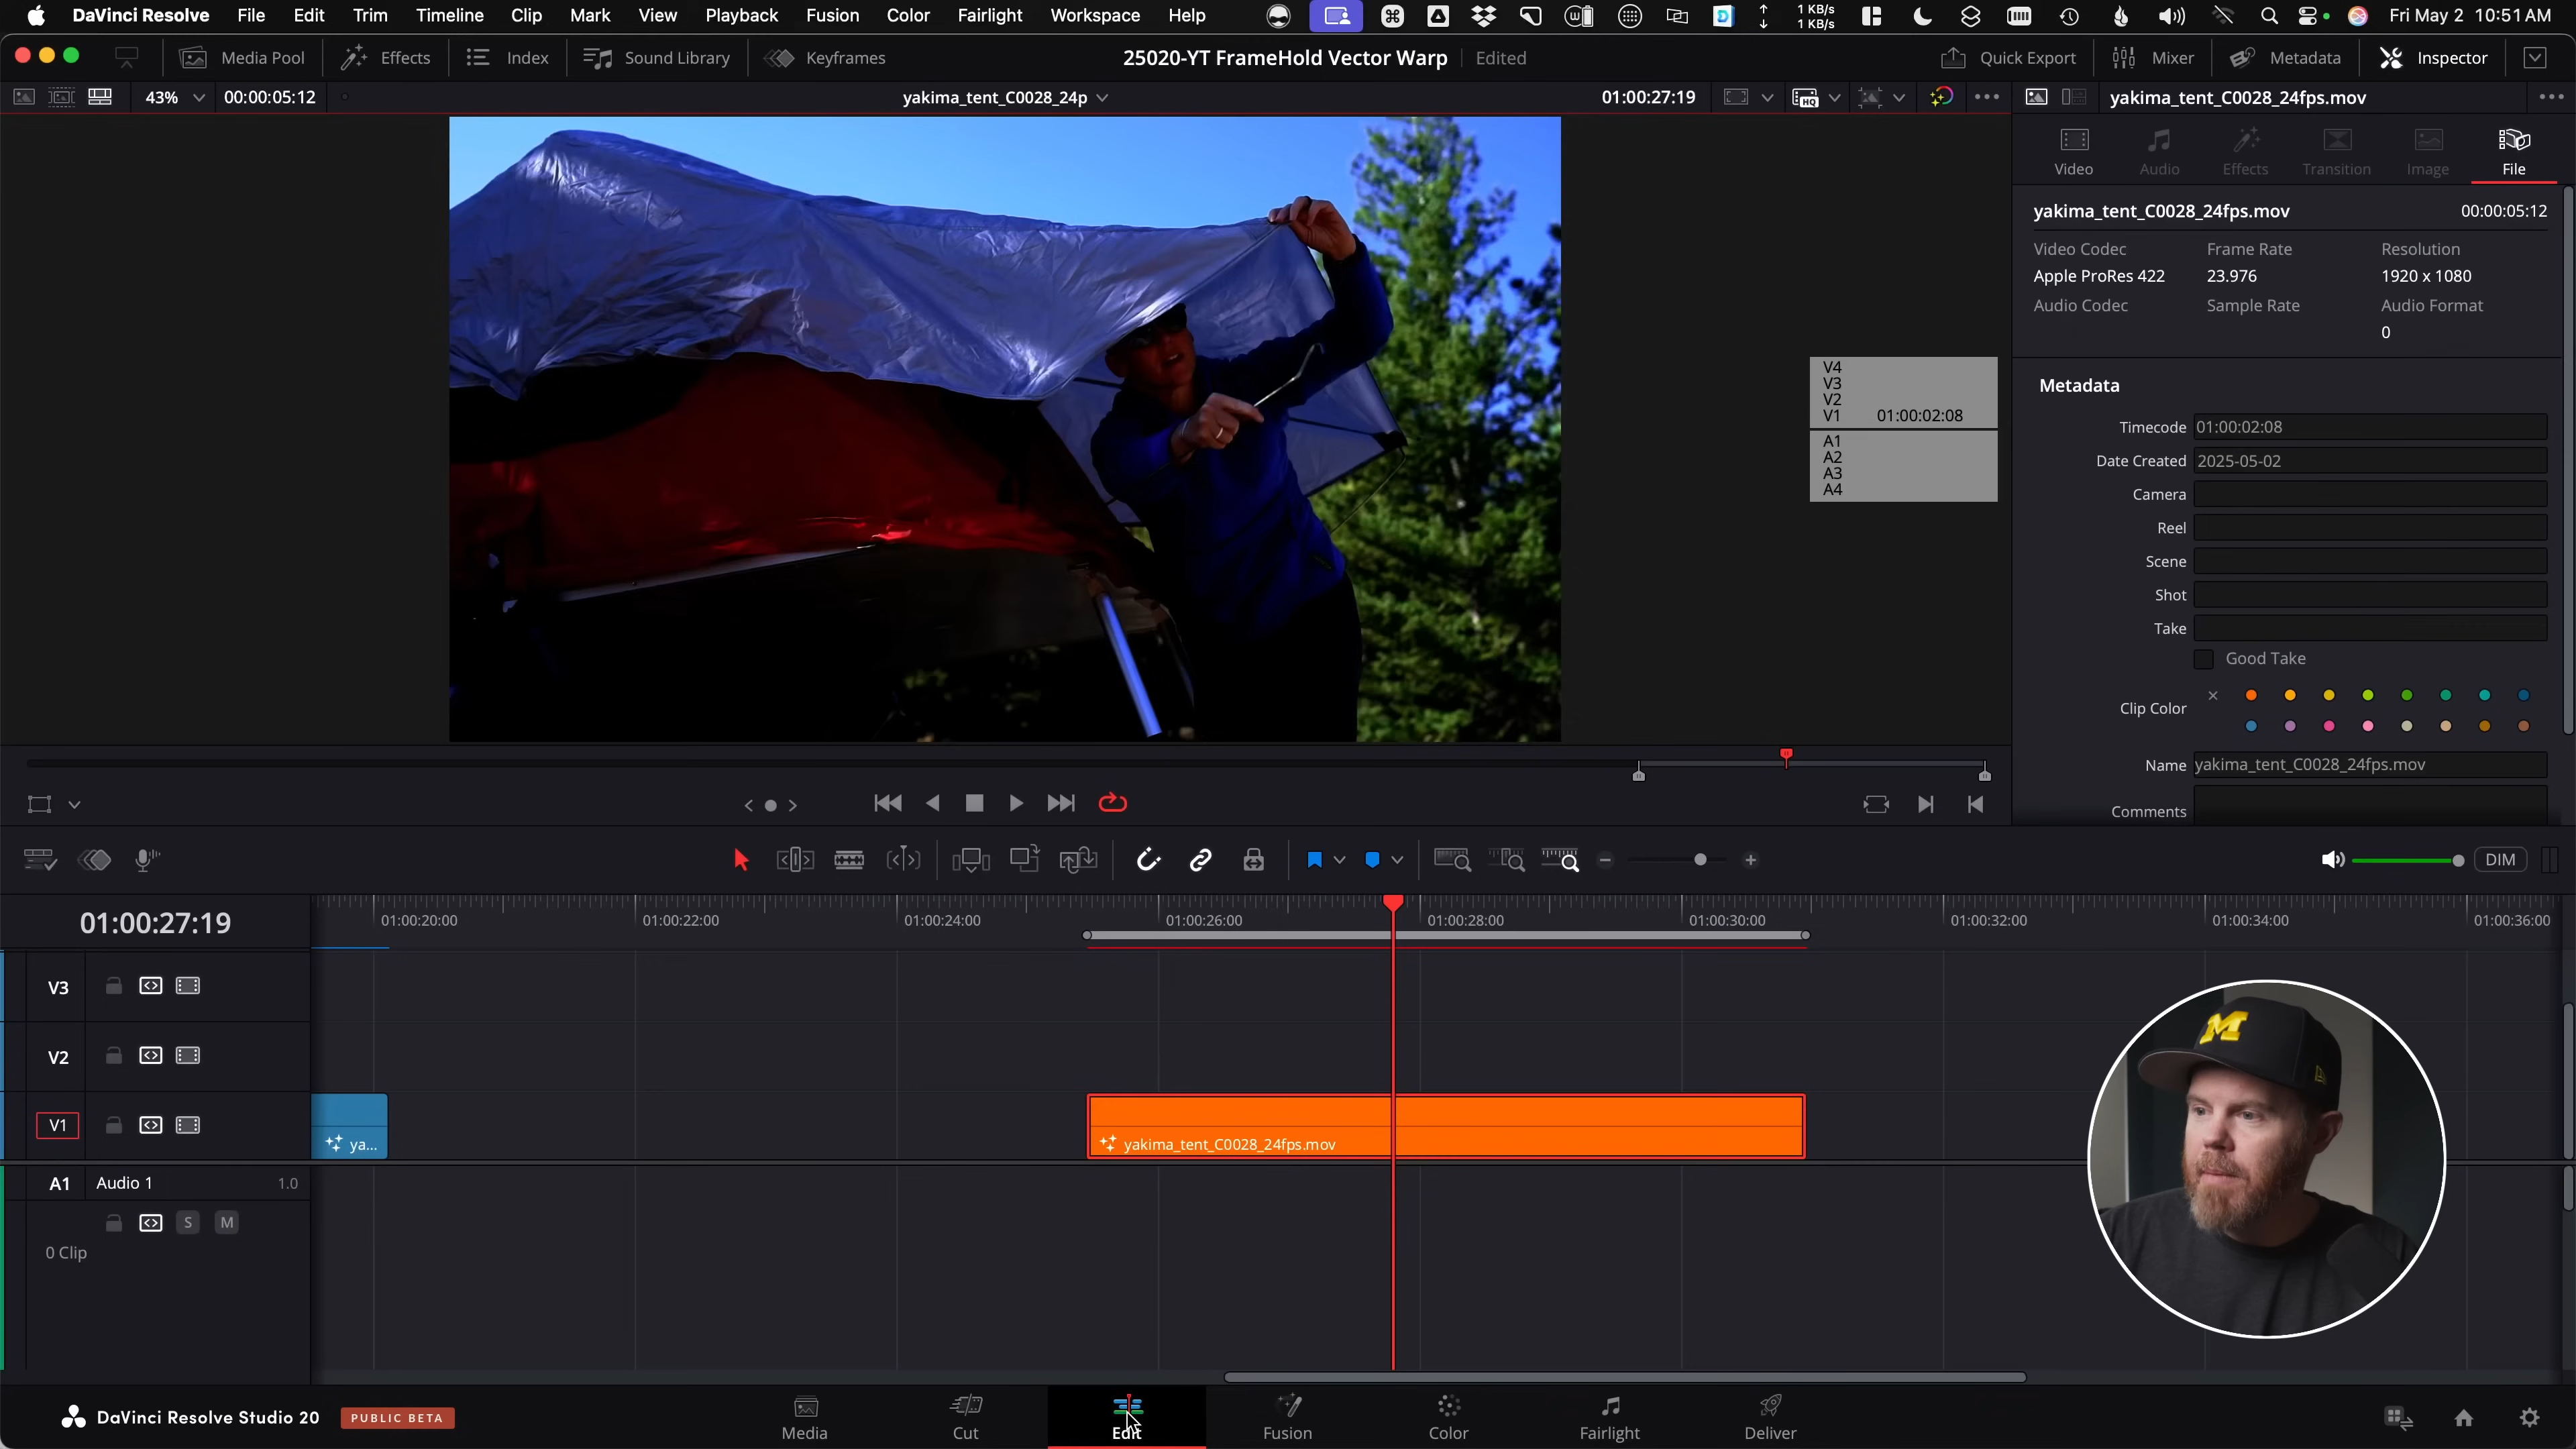 DaVinci Resolve File Edit Trim Timeline Clip Mark View Playback Fusion Color Fairlight Workspace Help 1 KB/s 1 KB/s Fri May 2 10:51 AM
Media Pool Effects Index Sound Library Keyframes 25020-YT FrameHold Vector Warp Edited Quick Export Mixer Metadata Inspector
43% 00:00:05:12 yakima_tent_C0028_24p 01:00:27:19 HQ yakima_tent_C0028_24fps.mov
Video Audio Effects Transition Image File
yakima_tent_C0028_24fps.mov 00:00:05:12
Video Codec Frame Rate Resolution
Apple ProRes 422 23.976 1920 x 1080
Audio Codec Sample Rate Audio Format
0
V4
V3
V2
V1 01:00:02:08
A1
A2
A3
A4
Metadata
Timecode 01:00:02:08
Date Created 2025-05-02
Camera
Reel
Scene
Shot
Take
Good Take
Clip Color
Name yakima_tent_C0028_24fps.mov
Comments
DIM
01:00:27:19 01:00:20:00 01:00:22:00 01:00:24:00 01:00:26:00 01:00:28:00 01:00:30:00 01:00:32:00 01:00:34:00 01:00:36:00
V3
V2
V1 ya... yakima_tent_C0028_24fps.mov
A1 Audio 1 1.0
S M
0 Clip
M
DaVinci Resolve Studio 20 PUBLIC BETA Media Cut Edit Fusion Color Fairlight Deliver